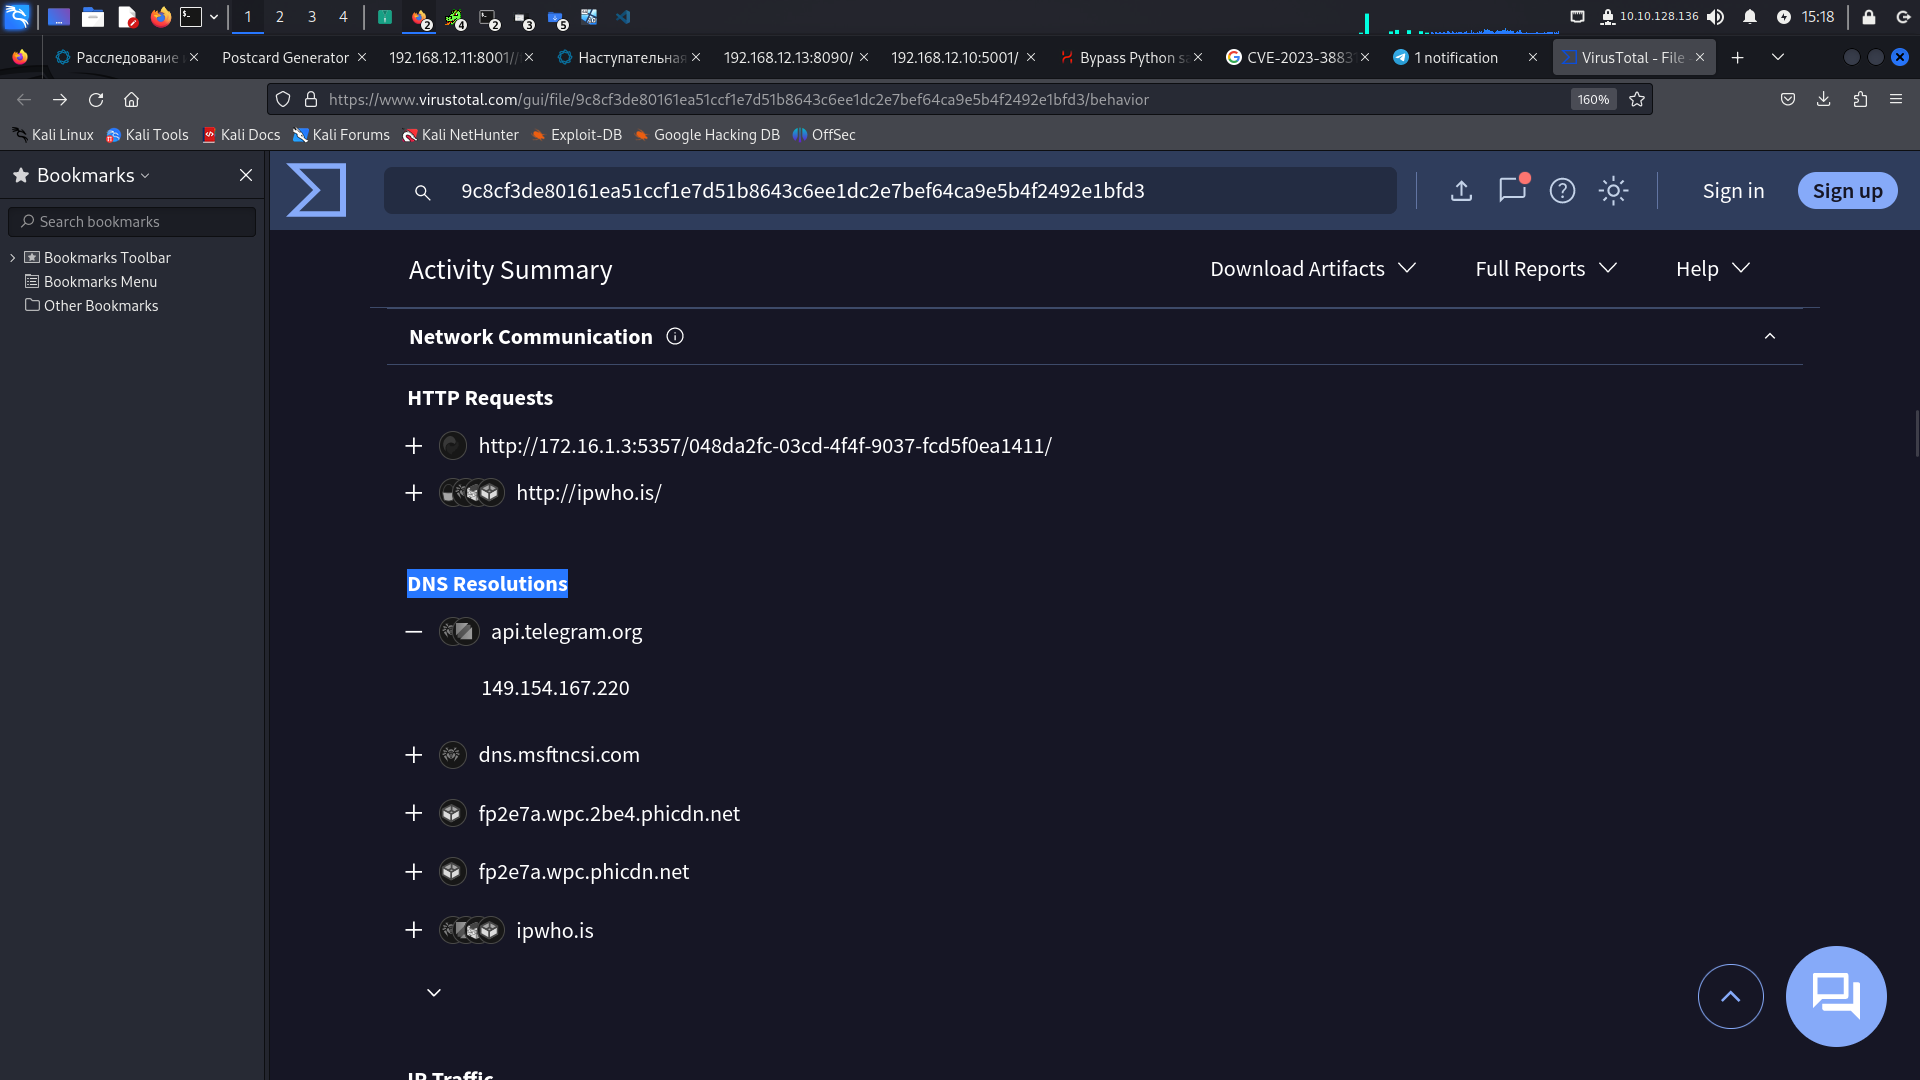 1 2 3 4 2 4 2 3 5 10.10.128.136 15:18
Расследование Postcard Generator 192.168.12.11:8001// Наступательная 192.168.12.13:8090/ 192.168.12.10:5001/ Bypass Python sa CVE-2023-3883 1 notification VirusTotal - File -
https://www.virustotal.com/gui/file/9c8cf3de80161ea51ccf1e7d51b8643c6ee1dc2e7bef64ca9e5b4f2492e1bfd3/behavior 160%
Kali Linux Kali Tools Kali Docs Kali Forums Kali NetHunter Exploit-DB Google Hacking DB OffSec
Bookmarks
Search bookmarks
Bookmarks Toolbar
Bookmarks Menu
Other Bookmarks
9c8cf3de80161ea51ccf1e7d51b8643c6ee1dc2e7bef64ca9e5b4f2492e1bfd3 Sign in Sign up
Activity Summary Download Artifacts Full Reports Help
Network Communication
HTTP Requests
http://172.16.1.3:5357/048da2fc-03cd-4f4f-9037-fcd5f0ea1411/
http://ipwho.is/
DNS Resolutions
api.telegram.org
149.154.167.220
dns.msftncsi.com
fp2e7a.wpc.2be4.phicdn.net
fp2e7a.wpc.phicdn.net
ipwho.is
IP Traffic